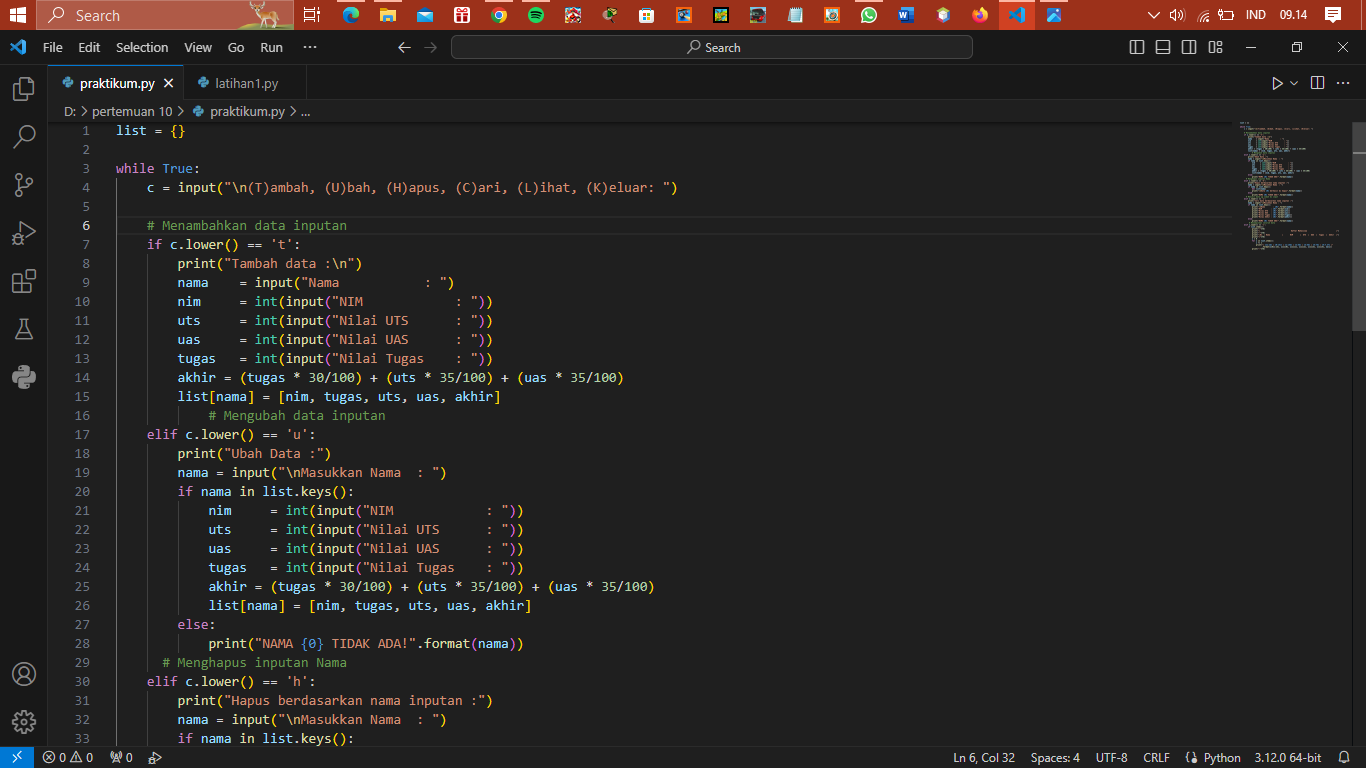 Search
IND
09.14
File Edit Selection View Go Run ···
Search
praktikum.py
latihan1.py
D: > pertemuan 10 > praktikum.py > ...
1 list = {}
2
3 while True:
4     c = input("\n(T)ambah, (U)bah, (H)apus, (C)ari, (L)ihat, (K)eluar: ")
5
6     # Menambahkan data inputan
7     if c.lower() == 't':
8         print("Tambah data :\n")
9         nama    = input("Nama           : ")
10         nim     = int(input("NIM            : "))
11         uts     = int(input("Nilai UTS      : "))
12         uas     = int(input("Nilai UAS      : "))
13         tugas   = int(input("Nilai Tugas    : "))
14         akhir = (tugas * 30/100) + (uts * 35/100) + (uas * 35/100)
15         list[nama] = [nim, tugas, uts, uas, akhir]
16             # Mengubah data inputan
17     elif c.lower() == 'u':
18         print("Ubah Data :")
19         nama = input("\nMasukkan Nama  : ")
20         if nama in list.keys():
21             nim     = int(input("NIM            : "))
22             uts     = int(input("Nilai UTS      : "))
23             uas     = int(input("Nilai UAS      : "))
24             tugas   = int(input("Nilai Tugas    : "))
25             akhir = (tugas * 30/100) + (uts * 35/100) + (uas * 35/100)
26             list[nama] = [nim, tugas, uts, uas, akhir]
27         else:
28             print("NAMA {0} TIDAK ADA!".format(nama))
29       # Menghapus inputan Nama
30     elif c.lower() == 'h':
31         print("Hapus berdasarkan nama inputan :")
32         nama = input("\nMasukkan Nama  : ")
33         if nama in list.keys():
0 0 0 Ln 6, Col 32 Spaces: 4 UTF-8 CRLF Python 3.12.0 64-bit